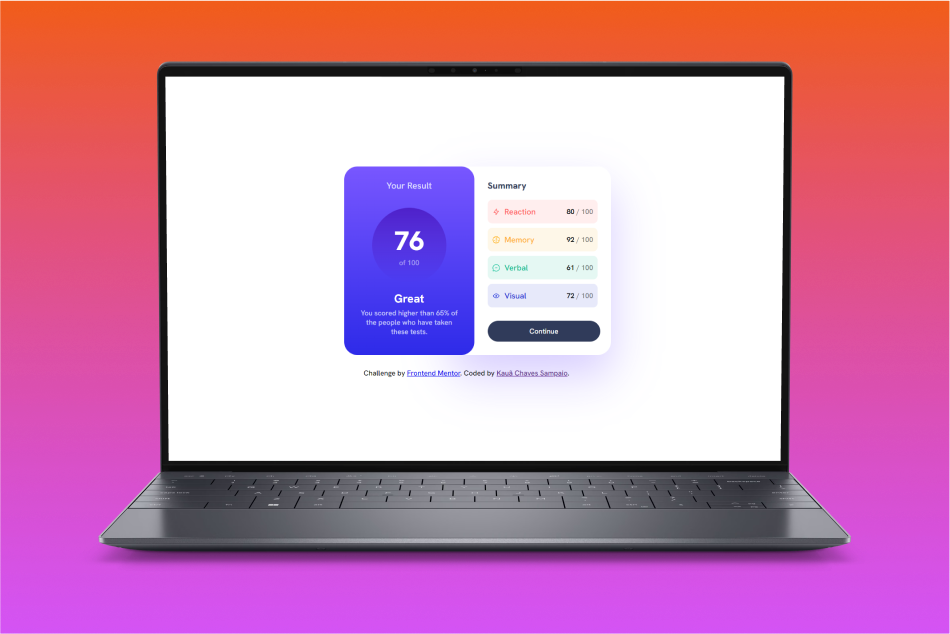 Your Result
76
of 100
Great
You scored higher than 65% of
the people who have taken
these tests.
Summary
Reaction 80 / 100
Memory 92 / 100
Verbal 61 / 100
Visual 72 / 100
Continue
Challenge by Frontend Mentor. Coded by Kauã Chaves Sampaio.